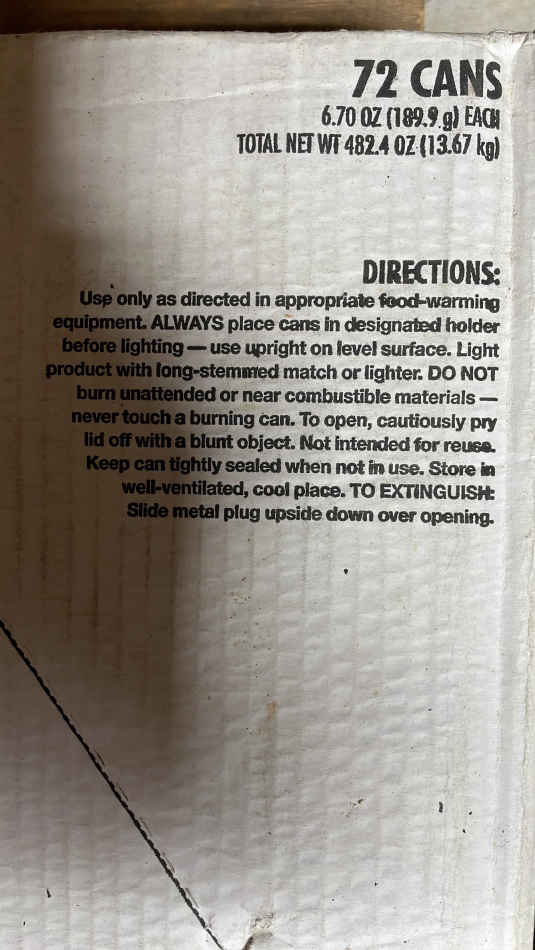 72 CANS
6.70 OZ (189.9 g) EACH
TOTAL NET WT 482.4 OZ (13.67 kg)
DIRECTIONS:
Use only as directed in appropriate food-warming
equipment. ALWAYS place cans in designated holder
before lighting — use upright on level surface. Light
product with long-stemmed match or lighter. DO NOT
burn unattended or near combustible materials —
never touch a burning can. To open, cautiously pry
lid off with a blunt object. Not intended for reuse.
Keep can tightly sealed when not in use. Store in
well-ventilated, cool place. TO EXTINGUISH:
Slide metal plug upside down over opening.